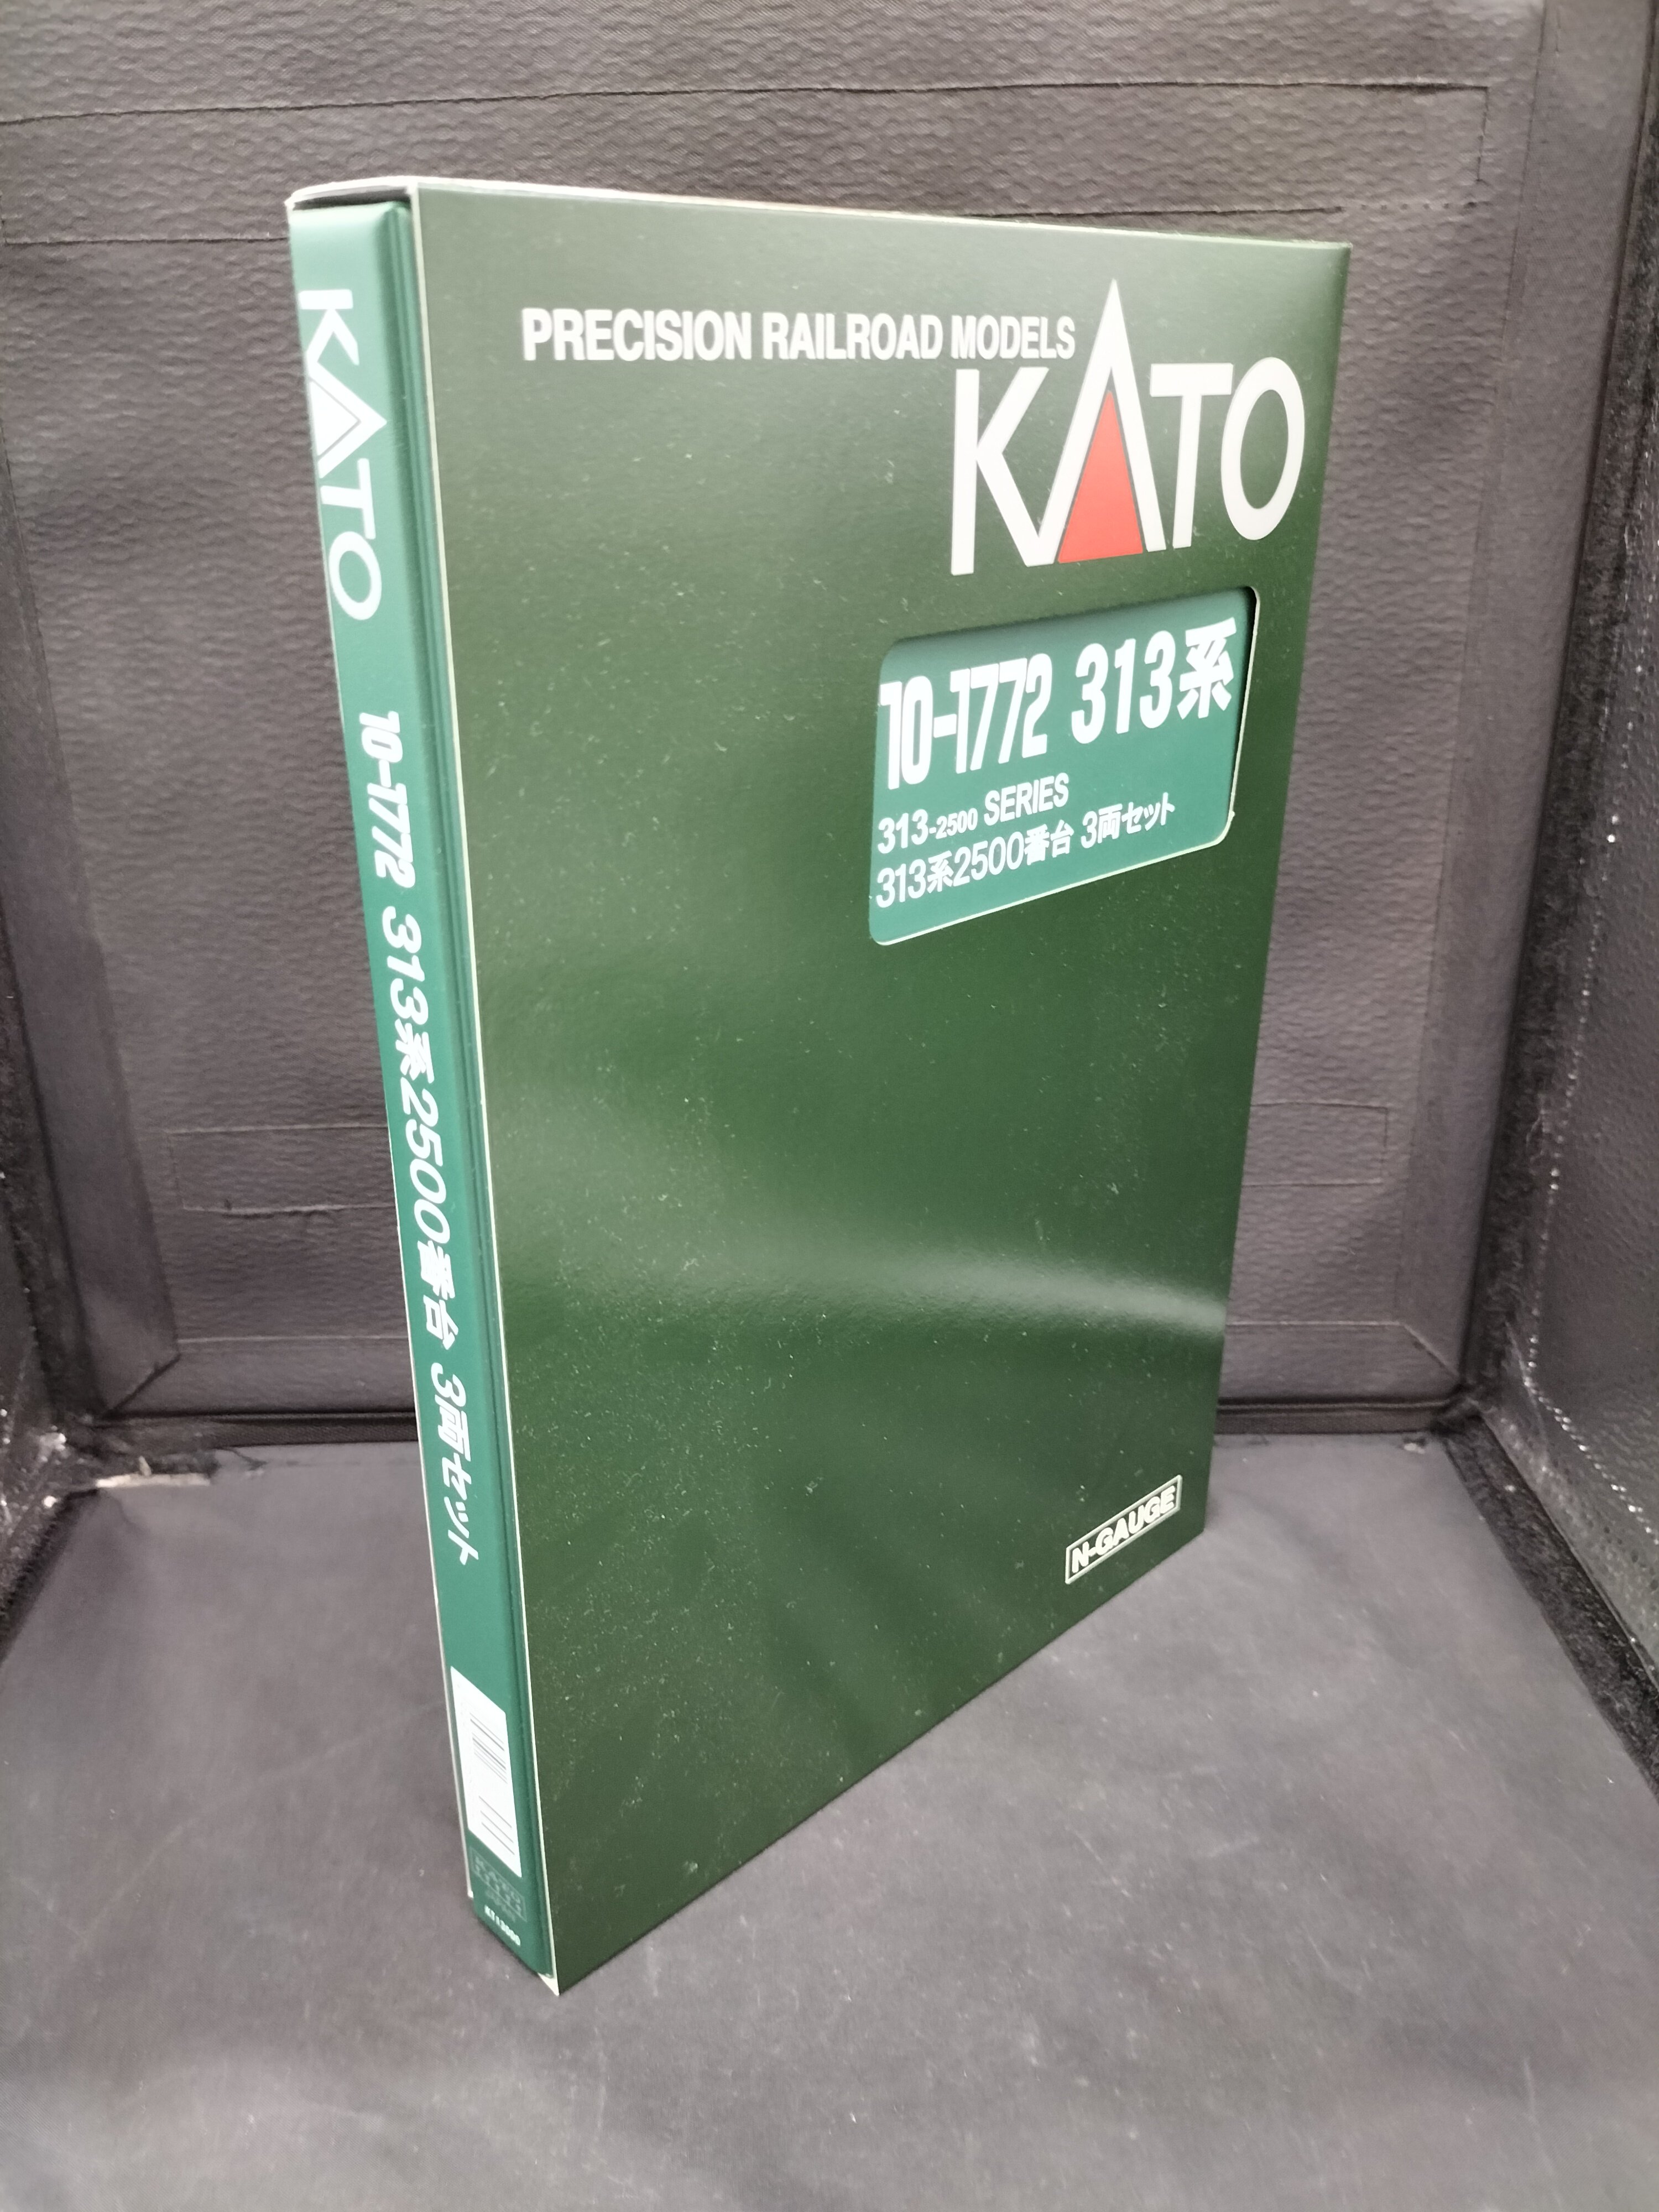 PRECISION RAILROAD MODELS
KATO
10-1772 313系
313-2500 SERIES
313系2500番台 3両セット
N-GAUGE
KATO 10-1772 313系2500番台 3両セット